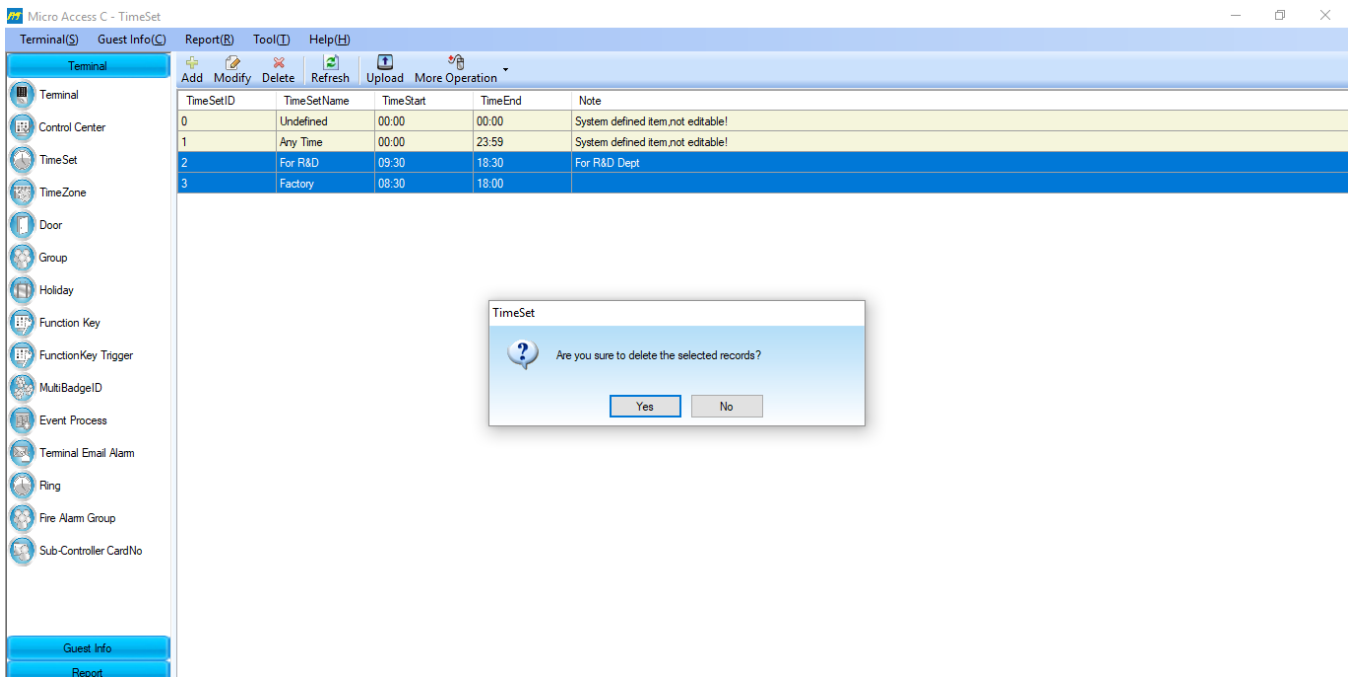 Micro Access C - TimeSet
Terminal(S) Guest Info(C) Report(R) Tool(T) Help(H)
Terminal
Add Modify Delete Refresh Upload More Operation
Terminal
Control Center
TimeSet
TimeZone
Door
Group
Holiday
Function Key
FunctionKey Trigger
MultiBadgeID
Event Process
Terminal Email Alarm
Ring
Fire Alarm Group
Sub-Controller CardNo
Guest Info
Report
TimeSetID TimeSetName TimeStart TimeEnd Note
0 Undefined 00:00 00:00 System defined item,not editable!
1 Any Time 00:00 23:59 System defined item,not editable!
2 For R&D 09:30 18:30 For R&D Dept
3 Factory 08:30 18:00
TimeSet
Are you sure to delete the selected records?
Yes No